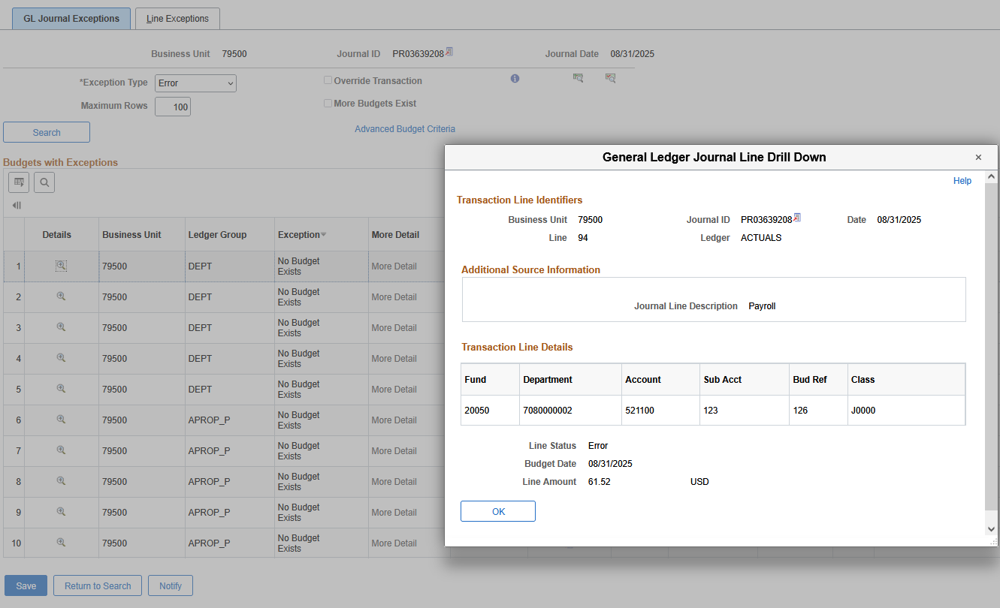 GL Journal Exceptions Line Exceptions
Business Unit 79500 Journal ID PR03639208 Journal Date 08/31/2025
*Exception Type Error Override Transaction
Maximum Rows 100 More Budgets Exist
Search Advanced Budget Criteria
Budgets with Exceptions
Details Business Unit Ledger Group Exception More Detail
1 79500 DEPT No Budget Exists More Detail
2 79500 DEPT No Budget Exists More Detail
3 79500 DEPT No Budget Exists More Detail
4 79500 DEPT No Budget Exists More Detail
5 79500 DEPT No Budget Exists More Detail
6 79500 APROP_P No Budget Exists More Detail
7 79500 APROP_P No Budget Exists More Detail
8 79500 APROP_P No Budget Exists More Detail
9 79500 APROP_P No Budget Exists More Detail
10 79500 APROP_P No Budget Exists More Detail
Save Return to Search Notify
General Ledger Journal Line Drill Down
Help
Transaction Line Identifiers
Business Unit 79500 Journal ID PR03639208 Date 08/31/2025
Line 94 Ledger ACTUALS
Additional Source Information
Journal Line Description Payroll
Transaction Line Details
Fund Department Account Sub Acct Bud Ref Class
20050 7080000002 521100 123 126 J0000
Line Status Error
Budget Date 08/31/2025
Line Amount 61.52 USD
OK